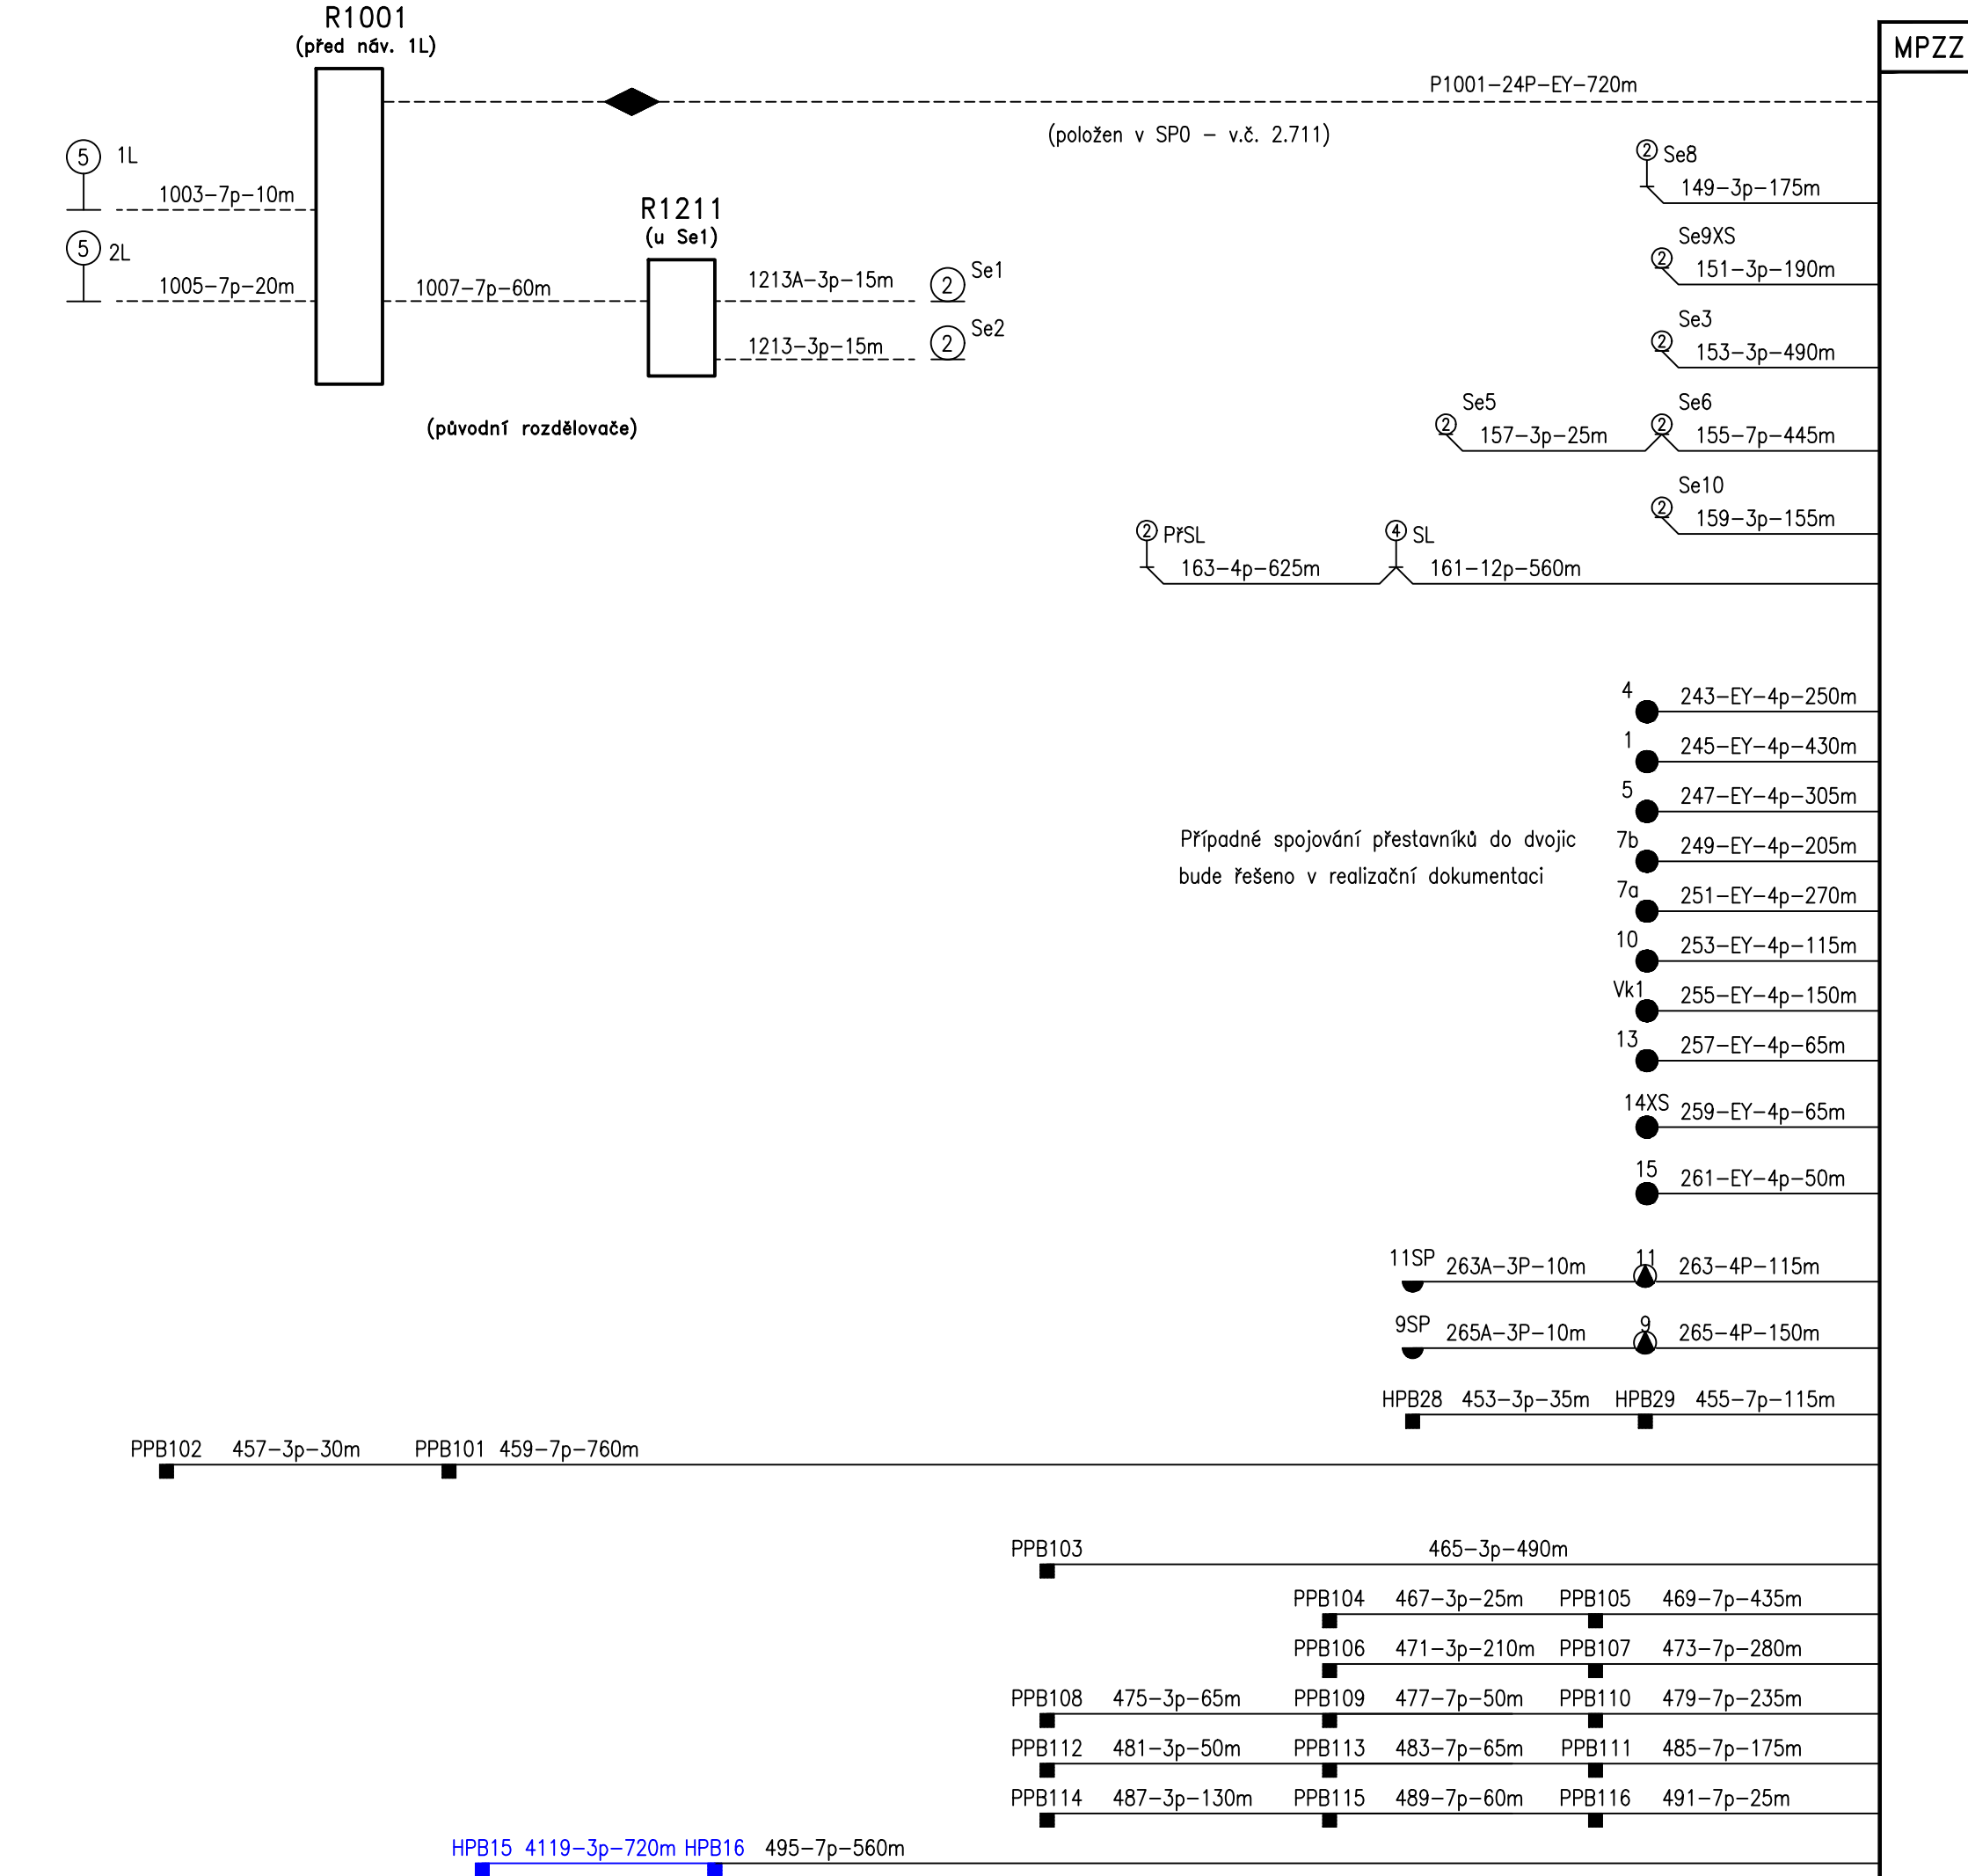 R1001
(před náv. 1L)
MPZZ
P1001-24P-EY-720m
(položen v SPO - v.č. 2.711)
5 1L
1003-7p-10m
2 Se8
149-3p-175m
R1211
(u Se1)
5 2L
1005-7p-20m
1007-7p-60m
1213A-3p-15m
2 Se1
1213-3p-15m
2 Se2
Se9XS
2 151-3p-190m
Se3
2 153-3p-490m
(původní rozdělovače)
Se5
2 157-3p-25m
Se6
2 155-7p-445m
Se10
2 159-3p-155m
2 PřSL
163-4p-625m
4 SL
161-12p-560m
4 243-EY-4p-250m
1 245-EY-4p-430m
5 247-EY-4p-305m
Případné spojování přestavníků do dvojic
bude řešeno v realizační dokumentaci
7b 249-EY-4p-205m
7a 251-EY-4p-270m
10 253-EY-4p-115m
Vk1 255-EY-4p-150m
13 257-EY-4p-65m
14XS 259-EY-4p-65m
15 261-EY-4p-50m
11SP 263A-3P-10m 11 263-4P-115m
9SP 265A-3P-10m 9 265-4P-150m
HPB28 453-3p-35m HPB29 455-7p-115m
PPB102 457-3p-30m PPB101 459-7p-760m
PPB103 465-3p-490m
PPB104 467-3p-25m PPB105 469-7p-435m
PPB106 471-3p-210m PPB107 473-7p-280m
PPB108 475-3p-65m PPB109 477-7p-50m PPB110 479-7p-235m
PPB112 481-3p-50m PPB113 483-7p-65m PPB111 485-7p-175m
PPB114 487-3p-130m PPB115 489-7p-60m PPB116 491-7p-25m
HPB15 4119-3p-720m HPB16 495-7p-560m